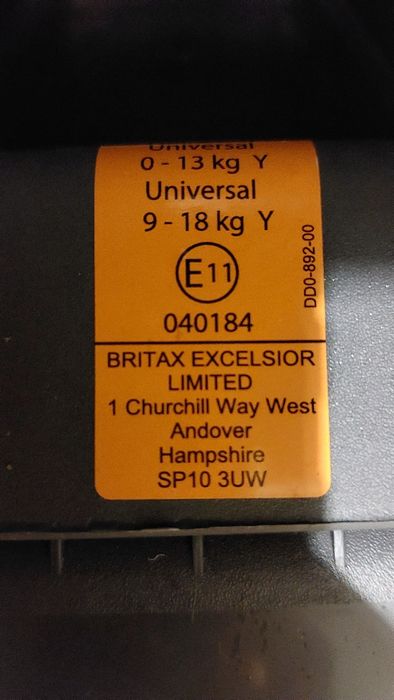 Universal
0 - 13 kg Y
Universal
9 - 18 kg Y
E11
DD0-892-00
040184
BRITAX EXCELSIOR
LIMITED
1 Churchill Way West
Andover
Hampshire
SP10 3UW